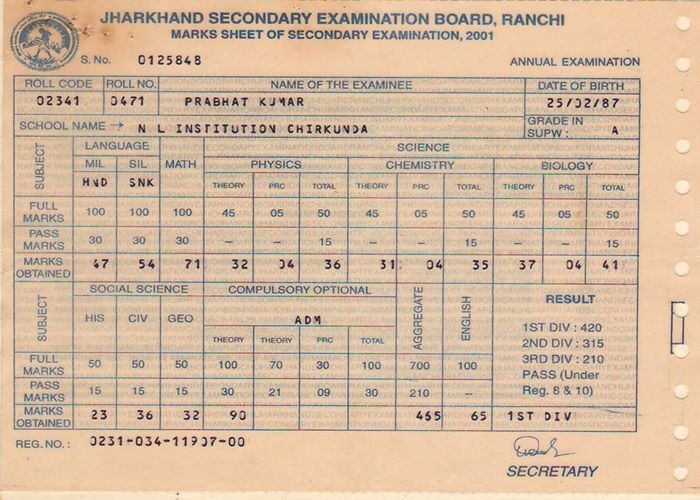 JHARKHAND SECONDARY EXAMINATION BOARD, RANCHI
MARKS SHEET OF SECONDARY EXAMINATION, 2001
S. No. 0125848 ANNUAL EXAMINATION
ROLL CODE ROLL NO. NAME OF THE EXAMINEE DATE OF BIRTH
02341 0471 PRABHAT KUMAR 25/02/87
SCHOOL NAME → N L INSTITUTION CHIRKUNDA GRADE IN SUPW : A
SUBJECT LANGUAGE MATH SCIENCE
MIL SIL PHYSICS CHEMISTRY BIOLOGY
HND SNK THEORY PRC TOTAL THEORY PRC TOTAL THEORY PRC TOTAL
FULL MARKS 100 100 100 45 05 50 45 05 50 45 05 50
PASS MARKS 30 30 30 – – 15 – – 15 – – 15
MARKS OBTAINED 47 54 71 32 04 36 31 04 35 37 04 41
SUBJECT SOCIAL SCIENCE COMPULSORY OPTIONAL AGGREGATE ENGLISH RESULT
HIS CIV GEO ADM
THEORY THEORY PRC TOTAL
1ST DIV : 420
2ND DIV : 315
3RD DIV : 210
PASS (Under
Reg. 8 & 10)
FULL MARKS 50 50 50 100 70 30 100 700 100
PASS MARKS 15 15 15 30 21 09 30 210 –
MARKS OBTAINED 23 36 32 90 465 65 1ST DIV
REG. NO. : 0231-034-11907-00
SECRETARY